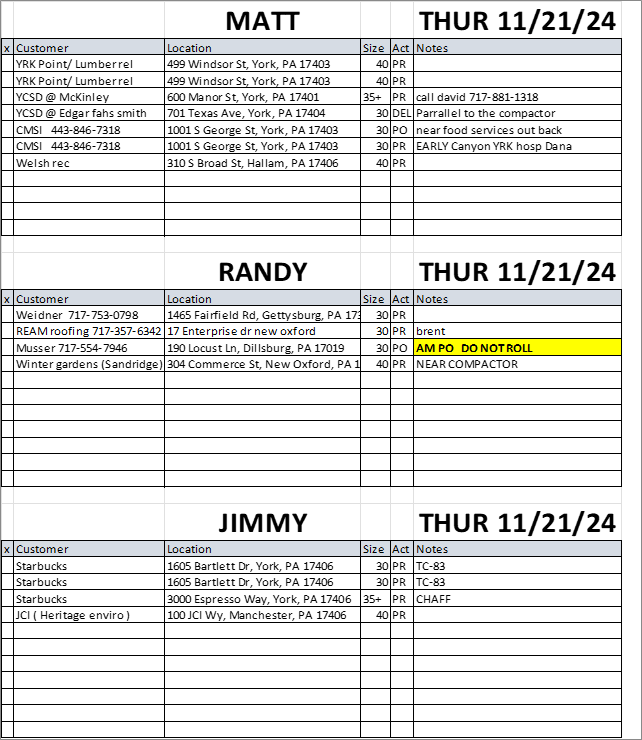 MATT THUR 11/21/24
x Customer Location Size Act Notes
YRK Point/ Lumber rel 499 Windsor St, York, PA 17403 40 PR
YRK Point/ Lumber rel 499 Windsor St, York, PA 17403 40 PR
YCSD @ McKinley 600 Manor St, York, PA 17401 35+ PR call david 717-881-1318
YCSD @ Edgar fahs smith 701 Texas Ave, York, PA 17404 30 DEL Parrallel to the compactor
CMSI 443-846-7318 1001 S George St, York, PA 17403 30 PO near food services out back
CMSI 443-846-7318 1001 S George St, York, PA 17403 30 PR EARLY Canyon YRK hosp Dana
Welsh rec 310 S Broad St, Hallam, PA 17406 40 PR
RANDY THUR 11/21/24
x Customer Location Size Act Notes
Weidner 717-753-0798 1465 Fairfield Rd, Gettysburg, PA 173 30 PR
REAM roofing 717-357-6342 17 Enterprise dr new oxford 30 PR brent
Musser 717-554-7946 190 Locust Ln, Dillsburg, PA 17019 30 PO AM PO DO NOT ROLL
Winter gardens (Sandridge) 304 Commerce St, New Oxford, PA 1 40 PR NEAR COMPACTOR
JIMMY THUR 11/21/24
x Customer Location Size Act Notes
Starbucks 1605 Bartlett Dr, York, PA 17406 30 PR TC-83
Starbucks 1605 Bartlett Dr, York, PA 17406 30 PR TC-83
Starbucks 3000 Espresso Way, York, PA 17406 35+ PR CHAFF
JCI ( Heritage enviro ) 100 JCI Wy, Manchester, PA 17406 40 PR